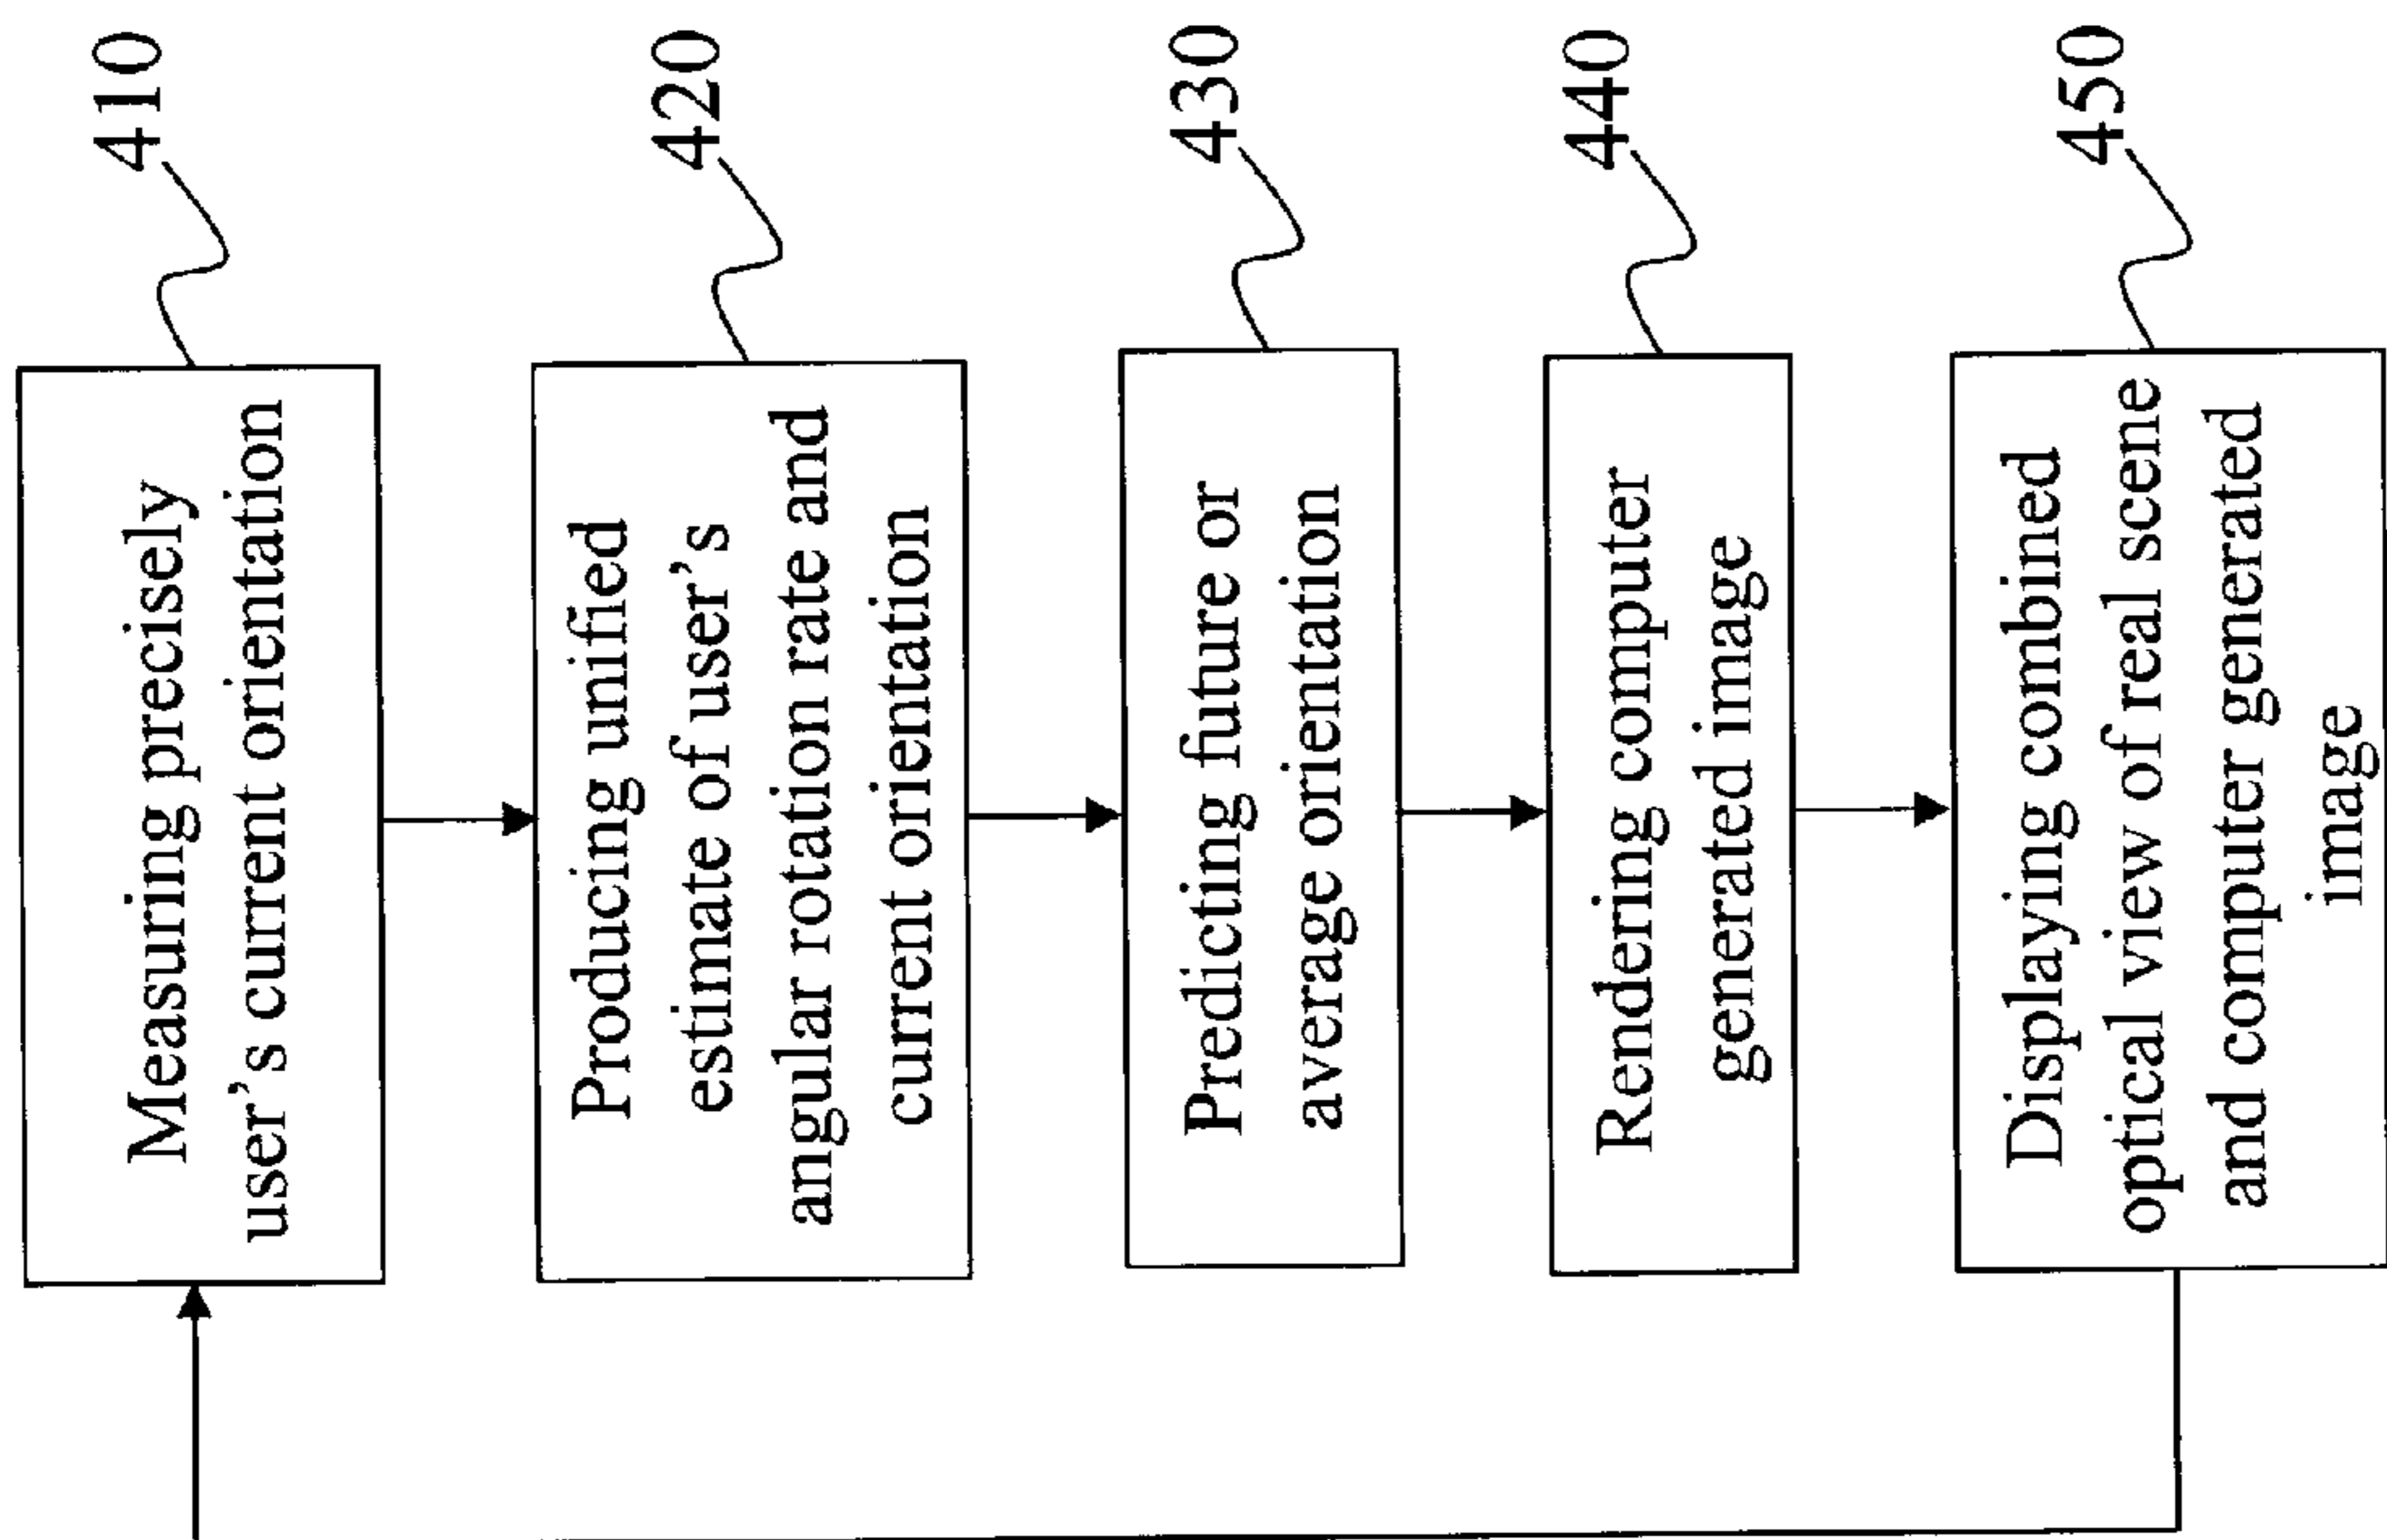 Measuring precisely
user's current orientation
410
Producing unified
estimate of user's
angular rotation rate and
current orientation
420
Predicting future or
average orientation
430
Rendering computer
generated image
440
Displaying combined
optical view of real scene
and computer generated
image
450